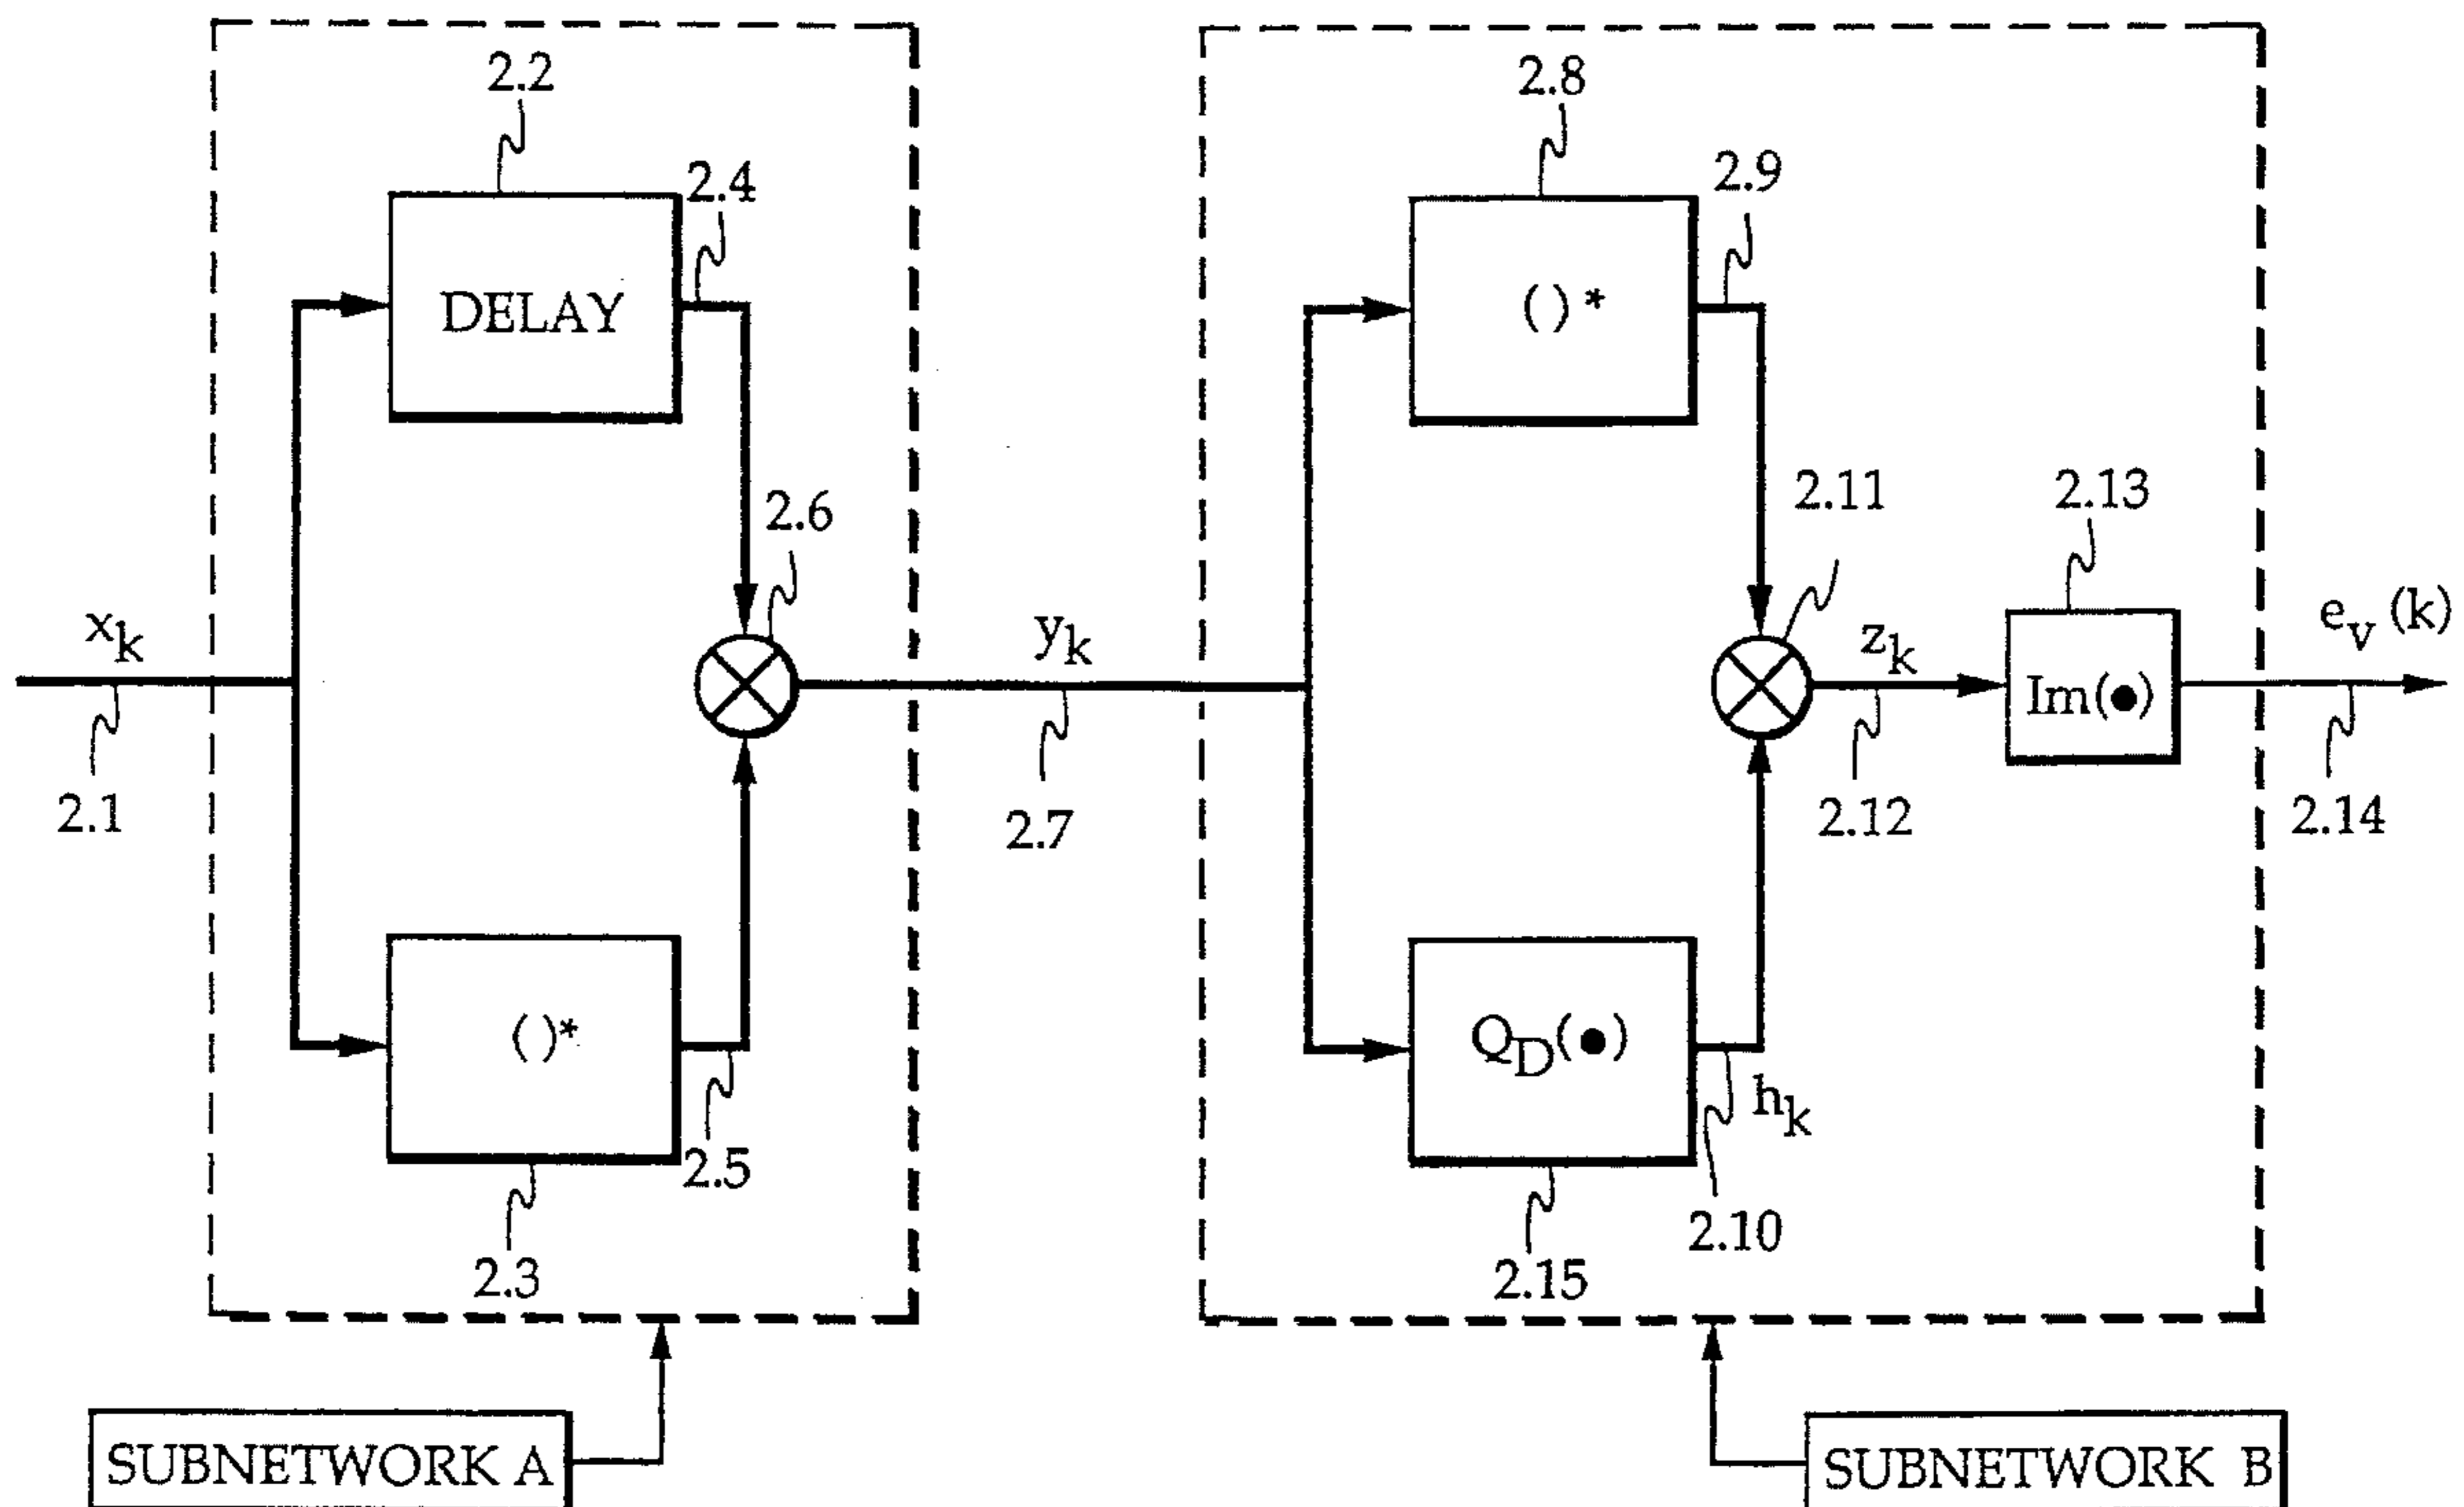 2.2
2.4
DELAY
2.6
x_k
2.1
( )*
2.5
2.3
y_k
2.7
2.8
2.9
( ) *
2.11
2.13
z_k
Im(●)
e_v (k)
2.12
2.14
Q_D(●)
h_k
2.10
2.15
SUBNETWORK A
SUBNETWORK B